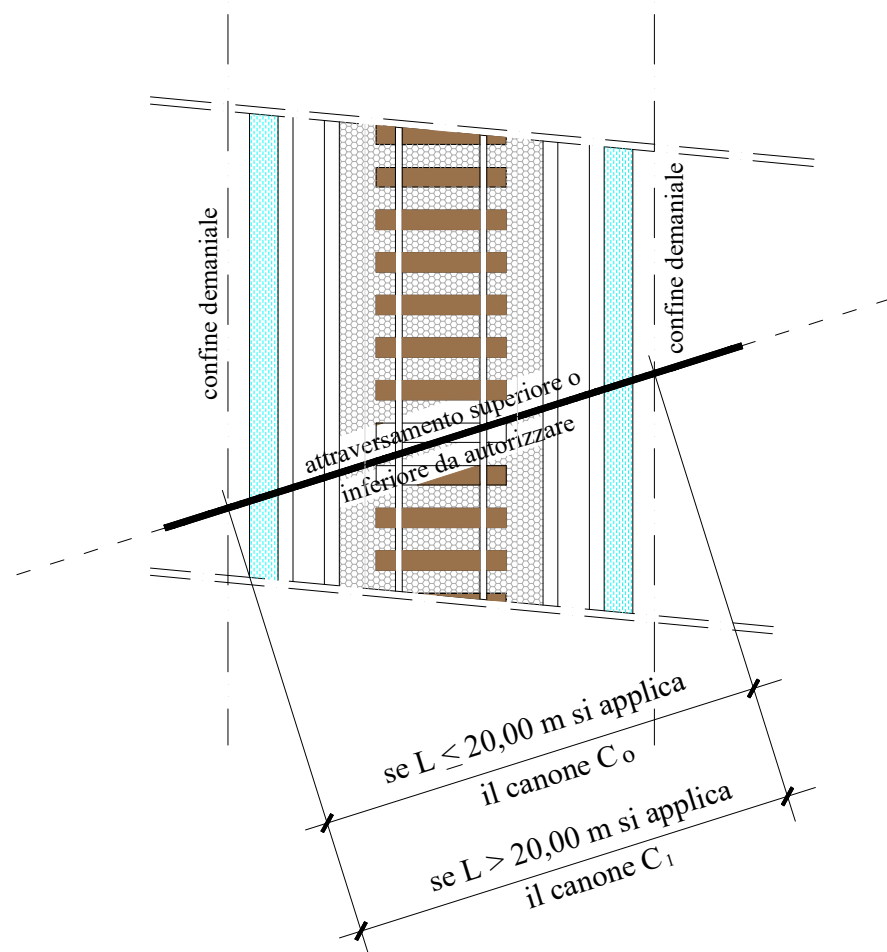 confine demaniale
confine demaniale
attraversamento superiore o
inferiore da autorizzare
se L ≤ 20,00 m si applica
il canone C₀
se L > 20,00 m si applica
il canone C₁